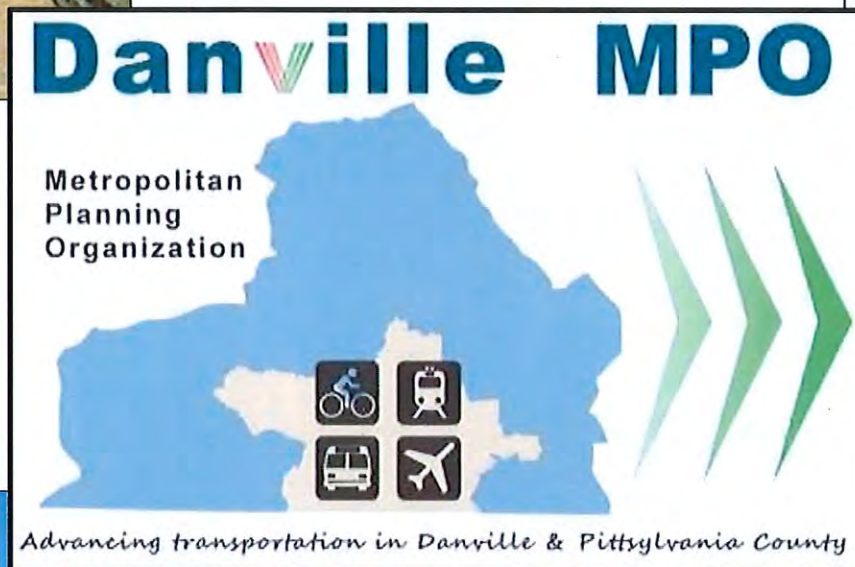 Danville MPO
Metropolitan
Planning
Organization
Advancing transportation in Danville & Pittsylvania County